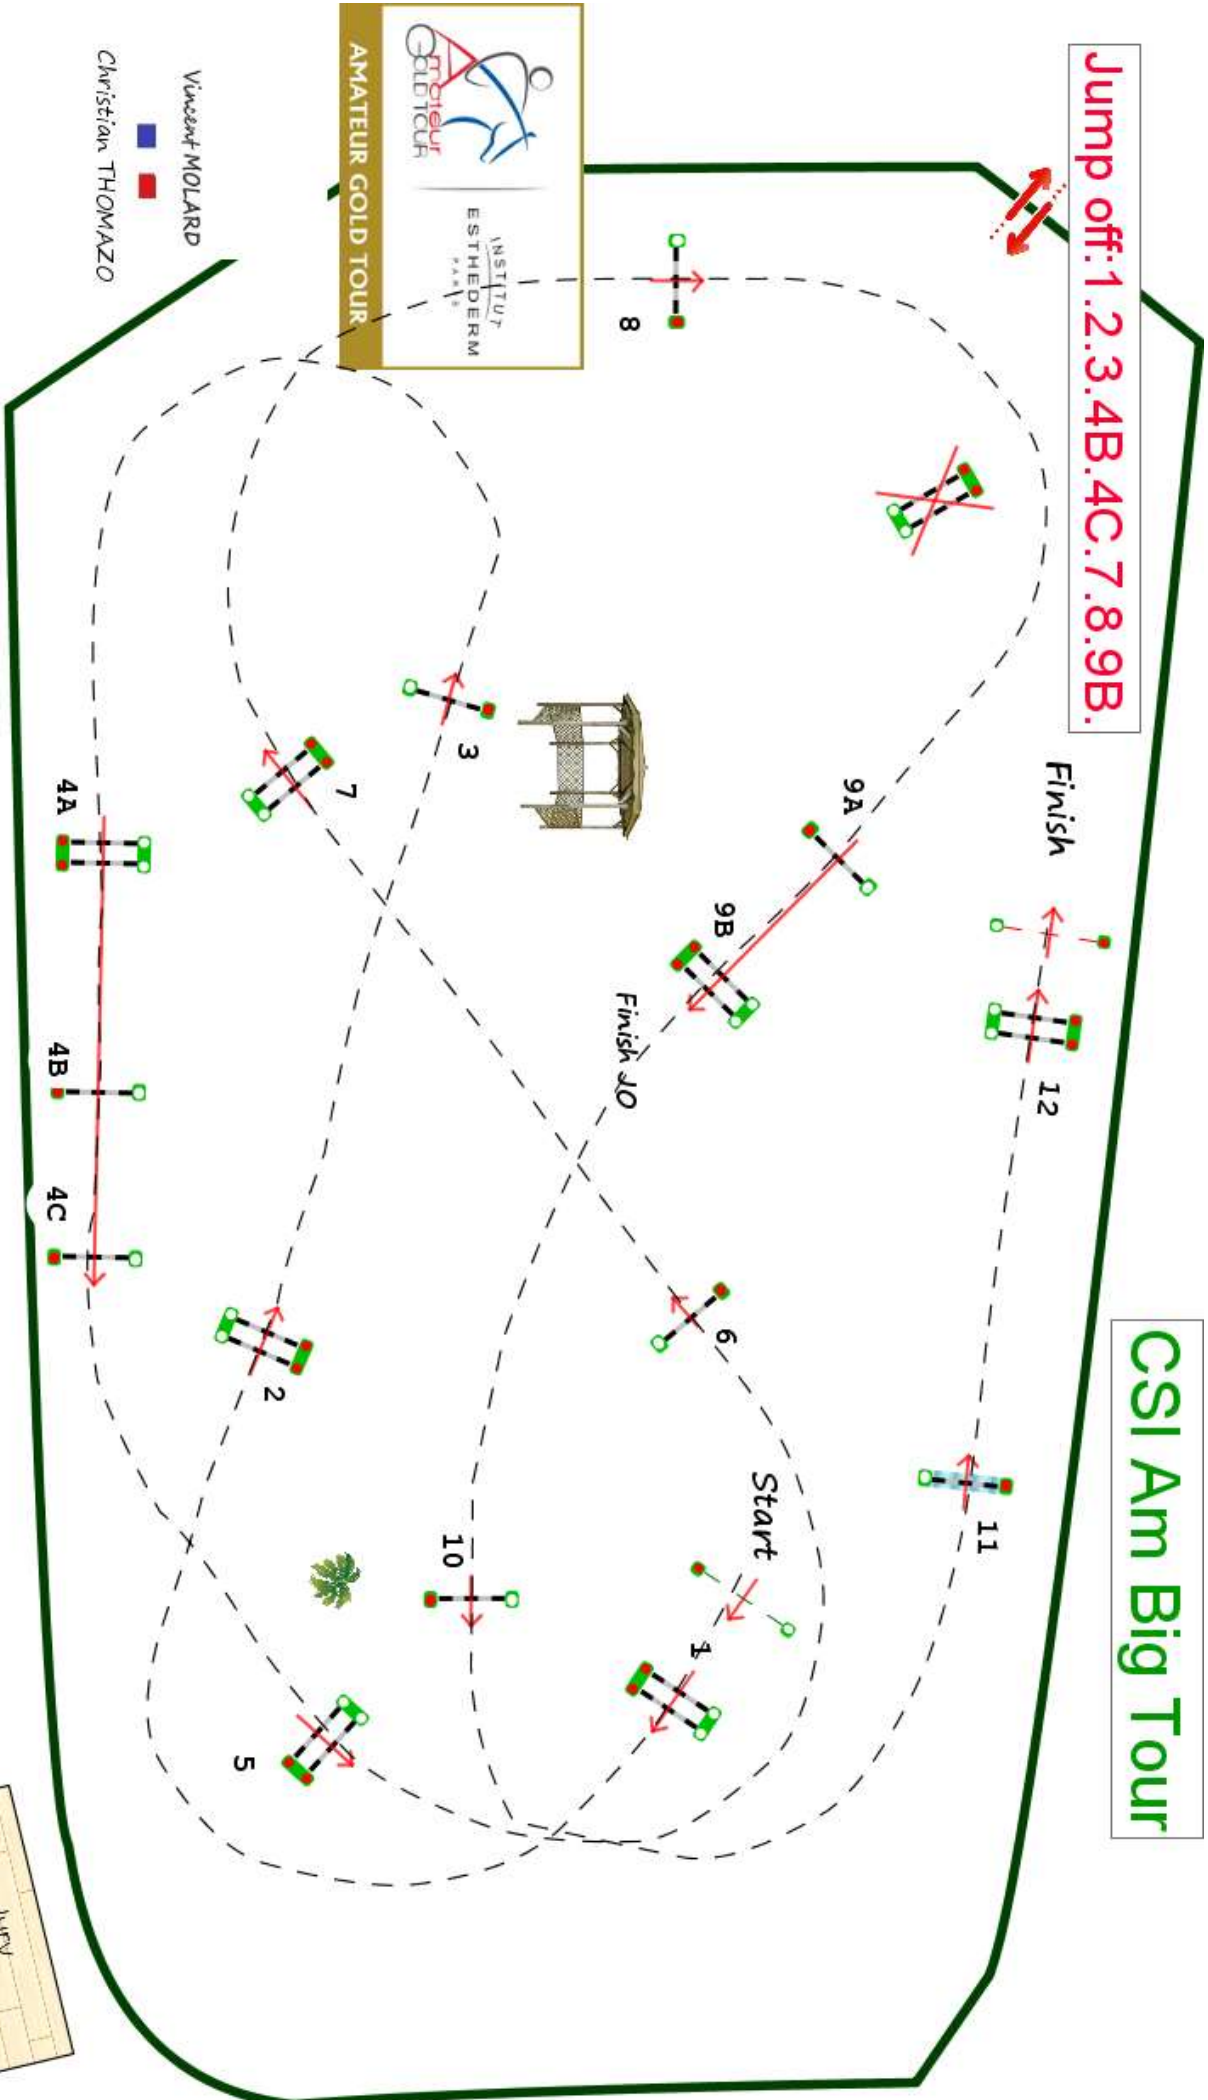 Jump off:1.2.3.4B.4C.7.8.9B.
CSI Am Big Tour
Finish
12
11
9A
9B
Finish JO
Start
1
6
10
8
3
7
2
5
4A
4B
4C
Amateur
GOLD TOUR
INSTITUT
ESTHEDERM
PARIS
AMATEUR GOLD TOUR
Vincent MOLARD
Christian THOMAZO